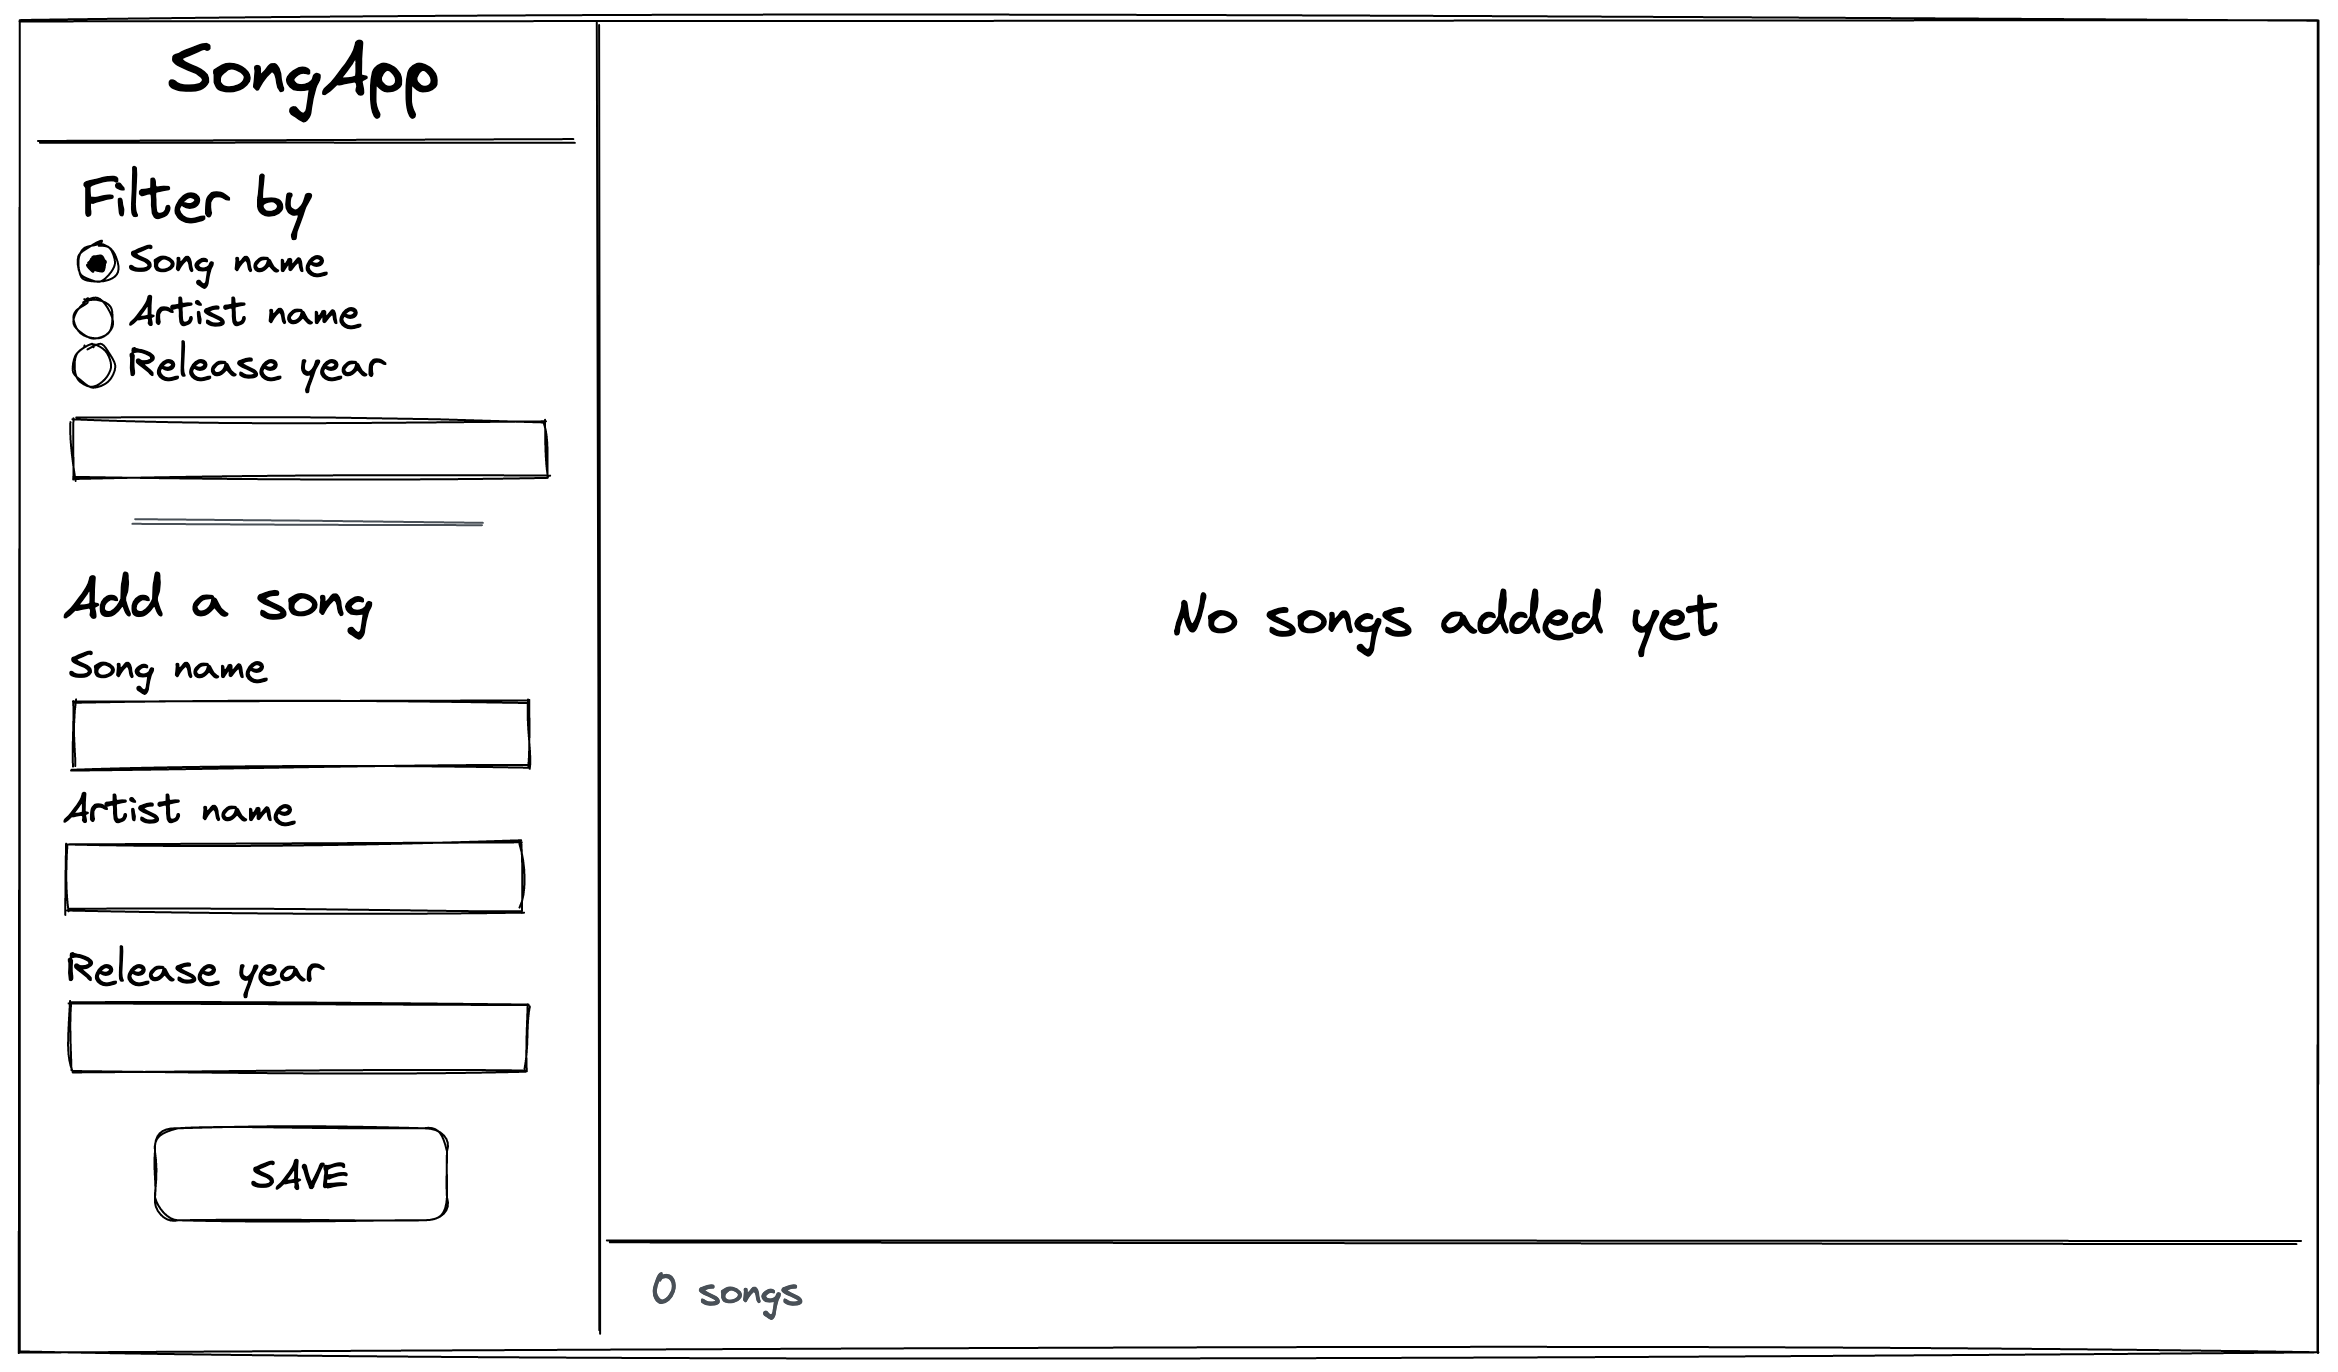 SongApp
Filter by
Song name
Artist name
Release year
Add a song
Song name
Artist name
Release year
SAVE
No songs added yet
0 songs